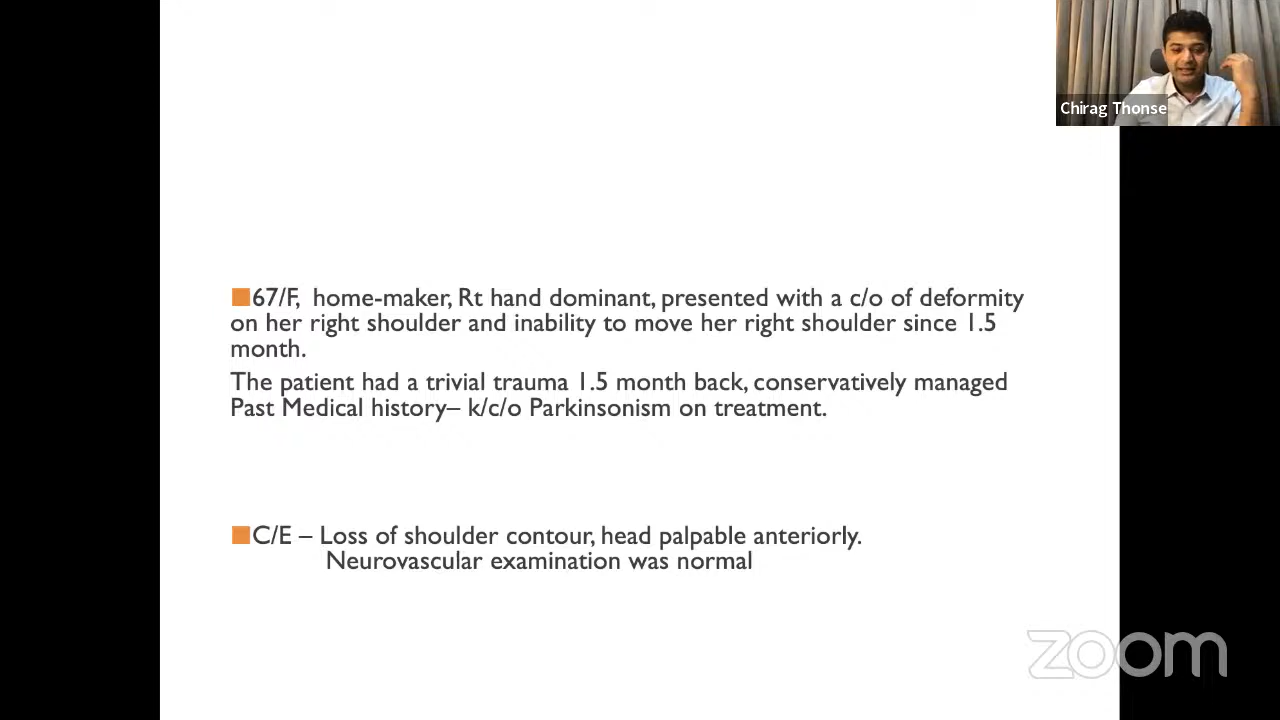 Chirag Thonse
67/F, home-maker, Rt hand dominant, presented with a c/o of deformity
on her right shoulder and inability to move her right shoulder since 1.5
month.
The patient had a trivial trauma 1.5 month back, conservatively managed
Past Medical history– k/c/o Parkinsonism on treatment.
C/E – Loss of shoulder contour, head palpable anteriorly.
Neurovascular examination was normal
zoom